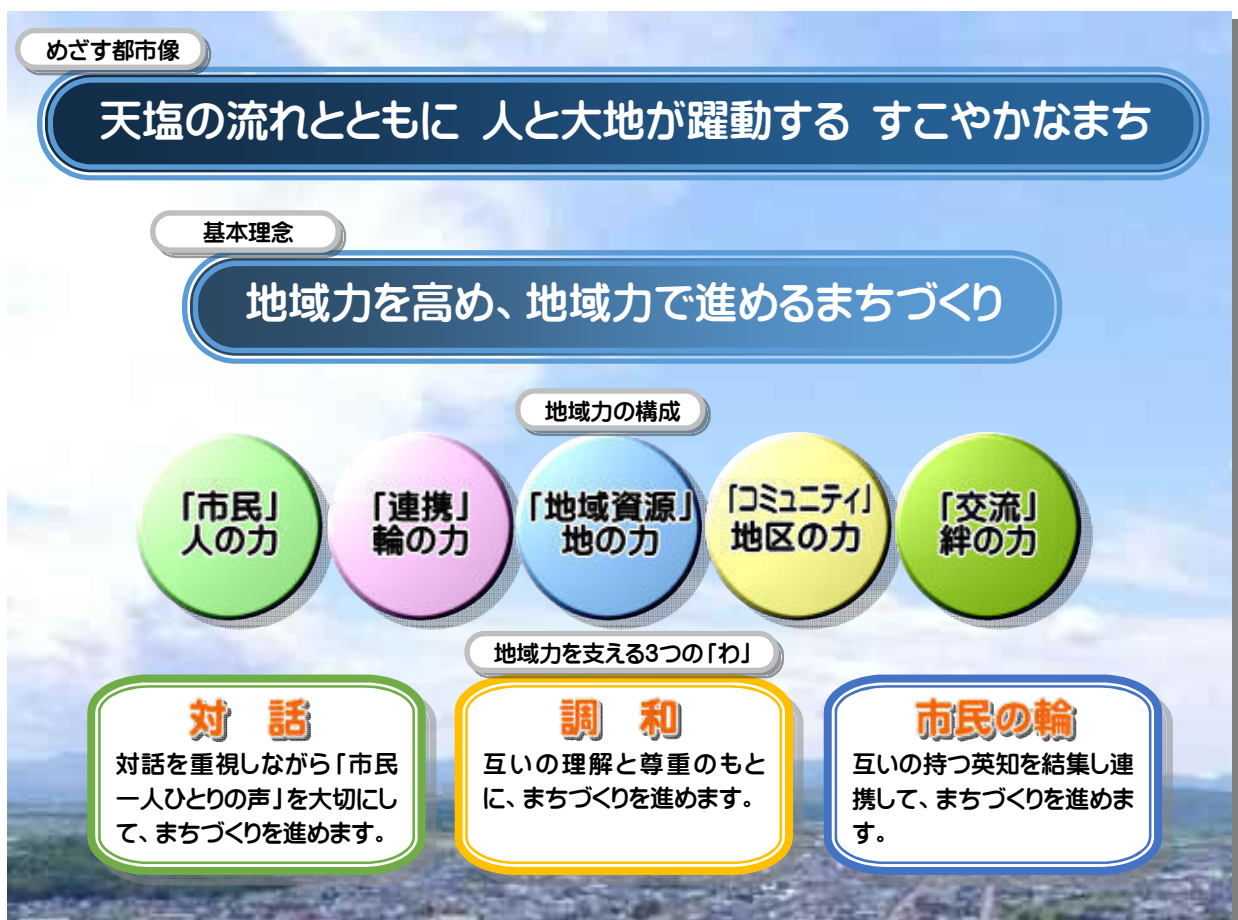 めざす都市像
天塩の流れとともに 人と大地が躍動する すこやかなまち
基本理念
地域力を高め、地域力で進めるまちづくり
地域力の構成
「市民」
人の力
「連携」
輪の力
「地域資源」
地の力
「コミュニティ」
地区の力
「交流」
絆の力
地域力を支える3つの「わ」
対 話
対話を重視しながら「市民
一人ひとりの声」を大切にし
て、まちづくりを進めます。
調 和
互いの理解と尊重のもと
に、まちづくりを進めます。
市民の輪
互いの持つ英知を結集し連
携して、まちづくりを進めま
す。